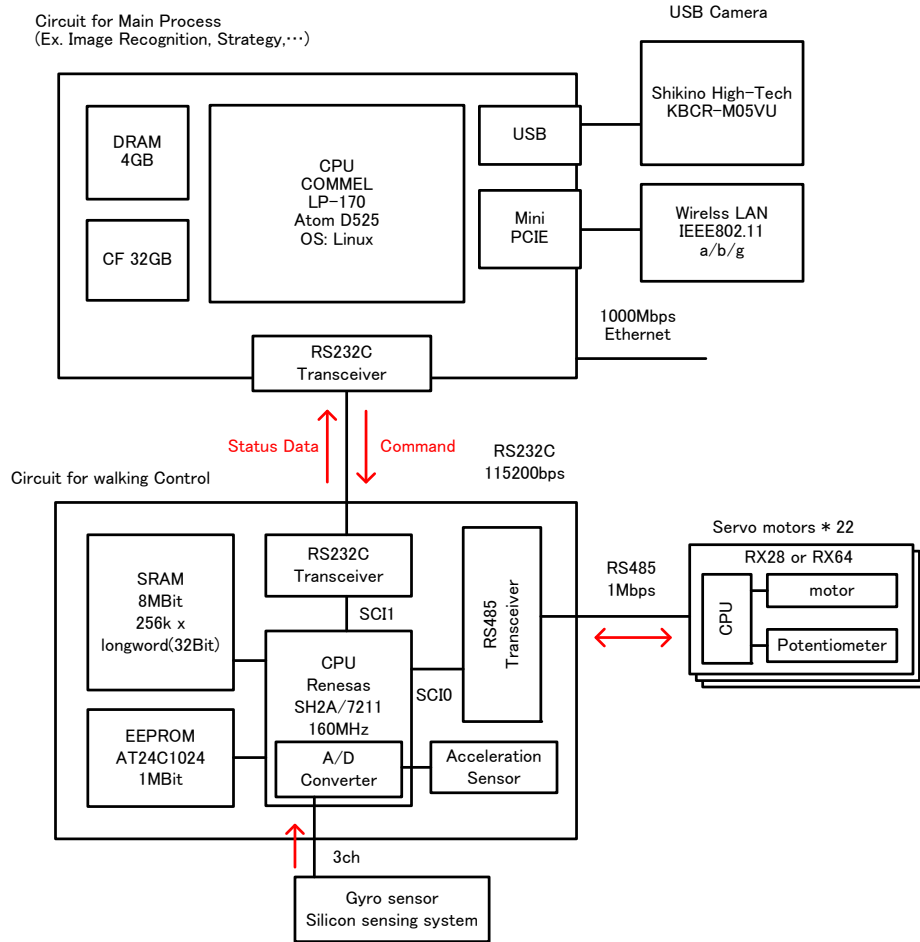 Circuit for Main Process
(Ex. Image Recognition, Strategy,…)
USB Camera
DRAM
4GB
CF 32GB
CPU
COMMEL
LP-170
Atom D525
OS: Linux
USB
Mini
PCIE
Shikino High-Tech
KBCR-M05VU
Wirelss LAN
IEEE802.11
a/b/g
1000Mbps
Ethernet
RS232C
Transceiver
Status Data
Command
RS232C
115200bps
Circuit for walking Control
SRAM
8MBit
256k x
longword(32Bit)
EEPROM
AT24C1024
1MBit
RS232C
Transceiver
SCI1
CPU
Renesas
SH2A/7211
160MHz
A/D
Converter
SCI0
RS485
Transceiver
Acceleration
Sensor
RS485
1Mbps
Servo motors * 22
RX28 or RX64
CPU
motor
Potentiometer
3ch
Gyro sensor
Silicon sensing system